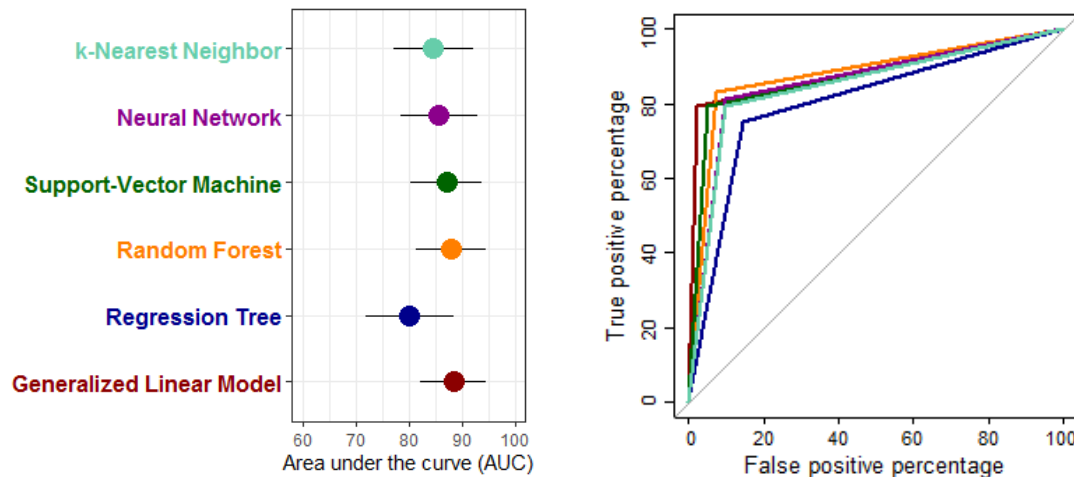 k-Nearest Neighbor
Neural Network
Support-Vector Machine
Random Forest
Regression Tree
Generalized Linear Model
60 70 80 90 100
Area under the curve (AUC)
True positive percentage
100
80
60
40
20
0
0 20 40 60 80 100
False positive percentage